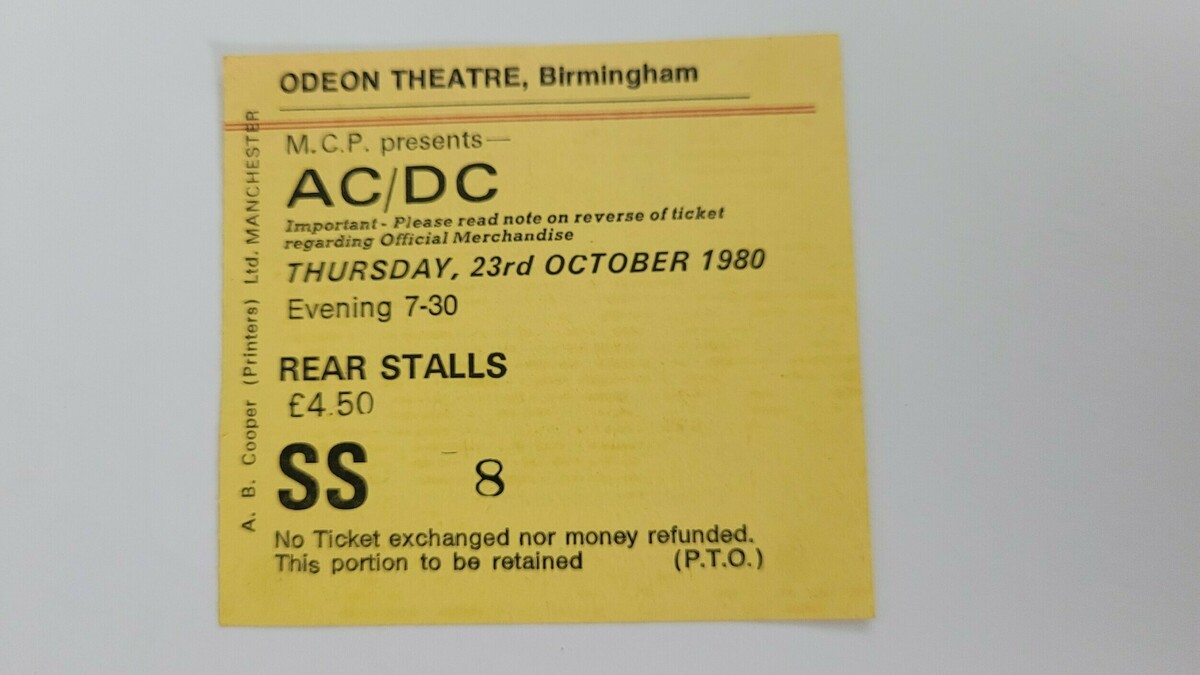 ODEON THEATRE, Birmingham
M.C.P. presents—
AC/DC
Important - Please read note on reverse of ticket
regarding Official Merchandise
THURSDAY, 23rd OCTOBER 1980
Evening 7-30
REAR STALLS
£4.50
SS 8
No Ticket exchanged nor money refunded.
This portion to be retained (P.T.O.)
A. B. Cooper (Printers) Ltd. MANCHESTER